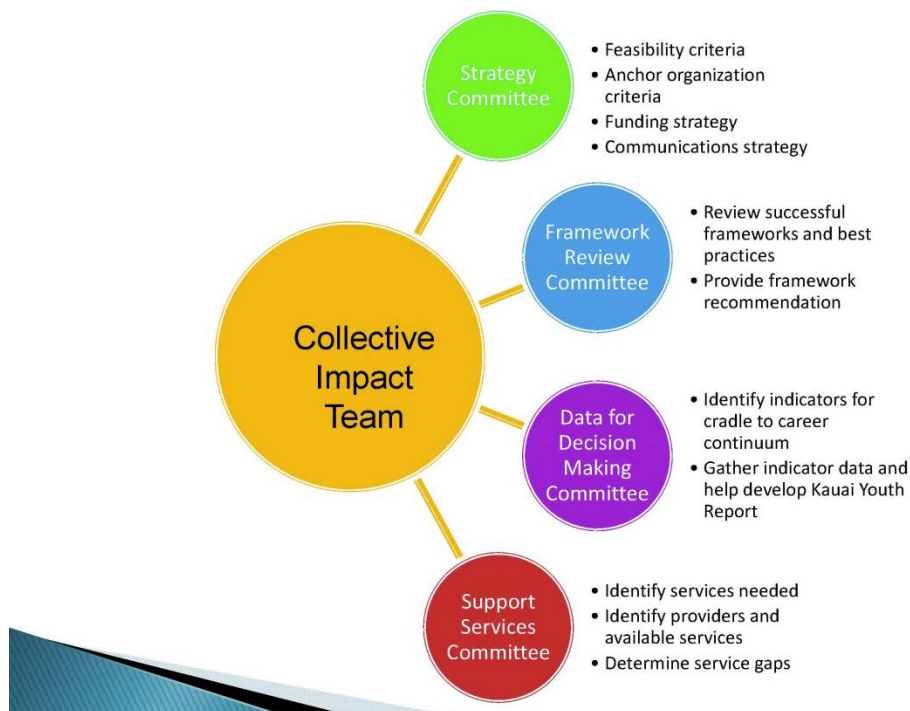 Strategy
Committee
• Feasibility criteria
• Anchor organization
criteria
• Funding strategy
• Communications strategy
Framework
Review
Committee
• Review successful
frameworks and best
practices
• Provide framework
recommendation
Collective
Impact
Team
Data for
Decision
Making
Committee
• Identify indicators for
cradle to career
continuum
• Gather indicator data and
help develop Kauai Youth
Report
Support
Services
Committee
• Identify services needed
• Identify providers and
available services
• Determine service gaps